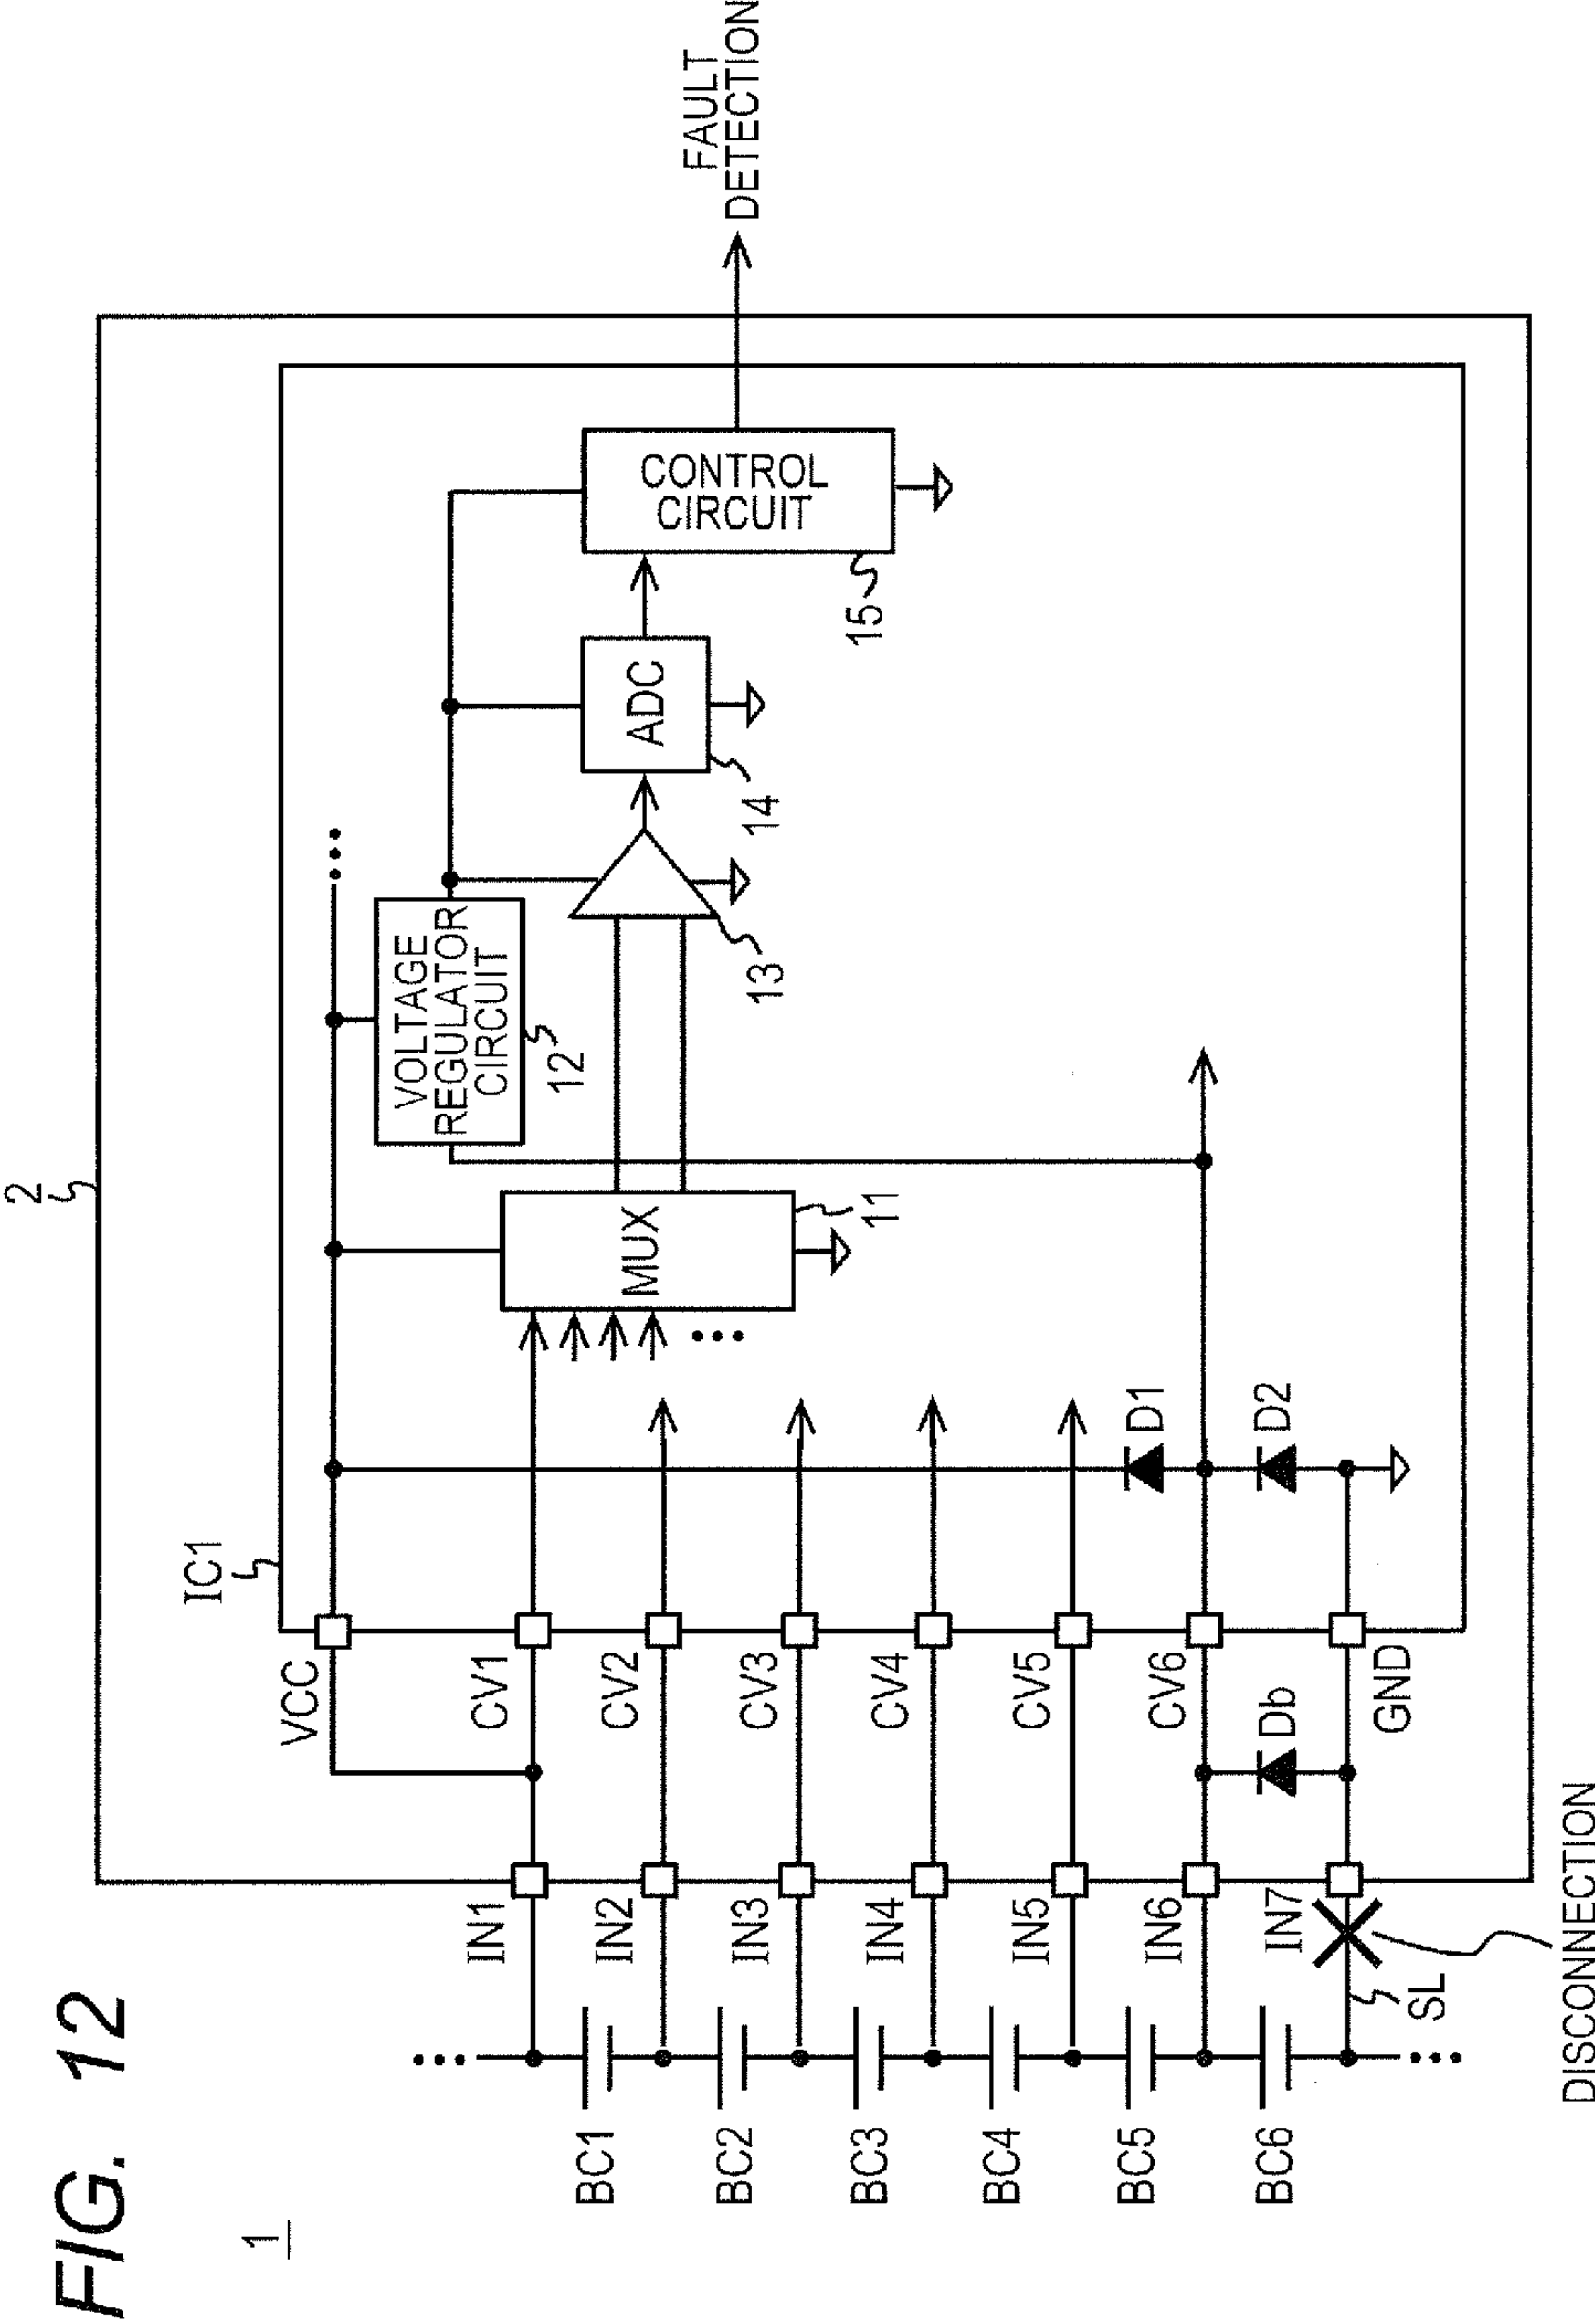 FIG. 12
1
2
IC1
VCC
VOLTAGE
REGULATOR
CIRCUIT
12
IN1
CV1
MUX
11
13
ADC
14
CONTROL
CIRCUIT
15
FAULT
DETECTION
BC1
IN2
CV2
BC2
IN3
CV3
BC3
IN4
CV4
BC4
IN5
CV5
D1
BC5
IN6
CV6
Db
D2
BC6
IN7
GND
SL
DISCONNECTION